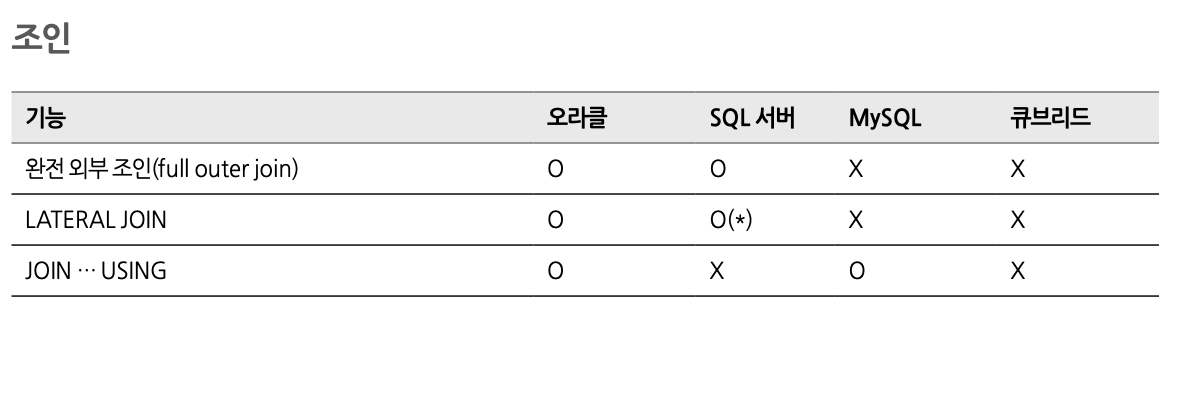 조인
기능 오라클 SQL 서버 MySQL 큐브리드
완전 외부 조인(full outer join) O O X X
LATERAL JOIN O O(*) X X
JOIN ··· USING O X O X